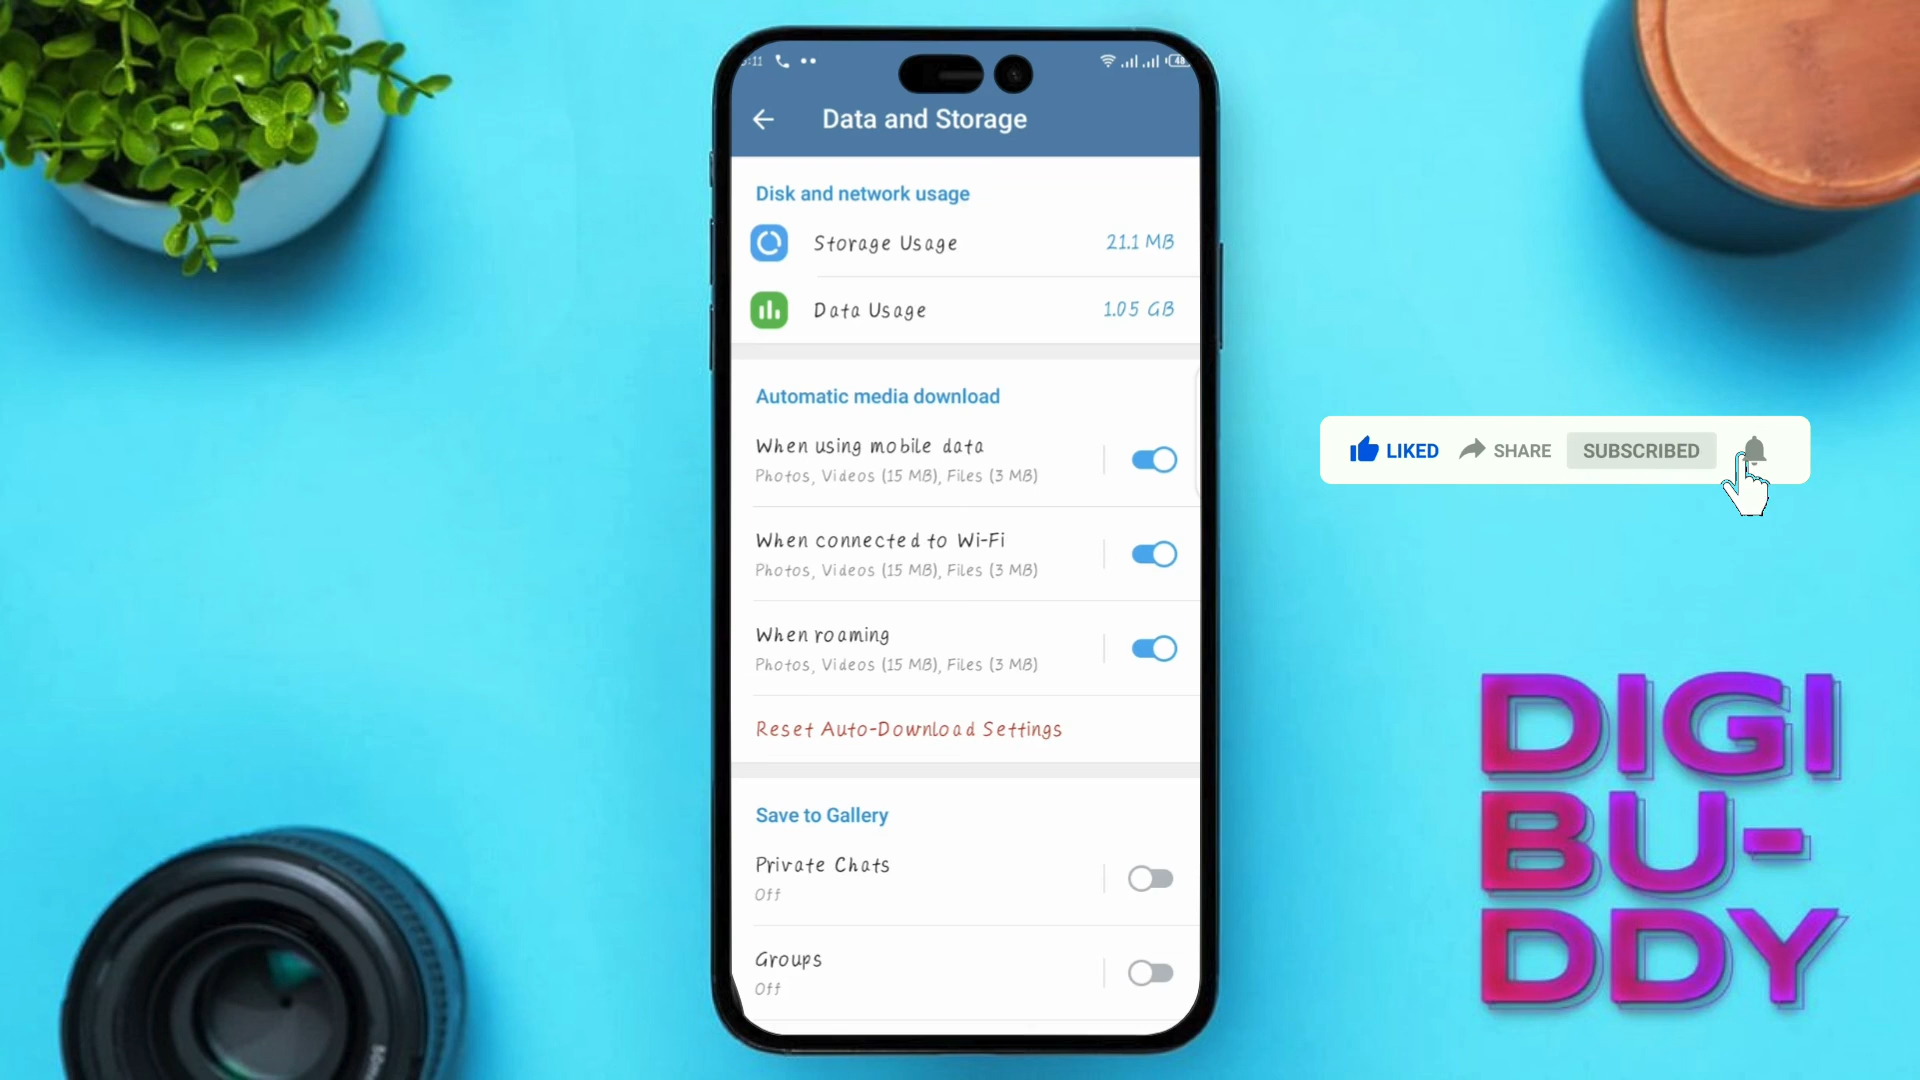 :11
48
Data and Storage
Disk and network usage
Storage Usage 21.1 MB
Data Usage 1.05 GB
Automatic media download
When using mobile data
Photos, Videos (15 MB), Files (3 MB)
When connected to Wi-Fi
Photos, Videos (15 MB), Files (3 MB)
When roaming
Photos, Videos (15 MB), Files (3 MB)
Reset Auto-Download Settings
Save to Gallery
Private Chats
Off
Groups
Off
LIKED SHARE SUBSCRIBED
DIGI
BU-
DDY